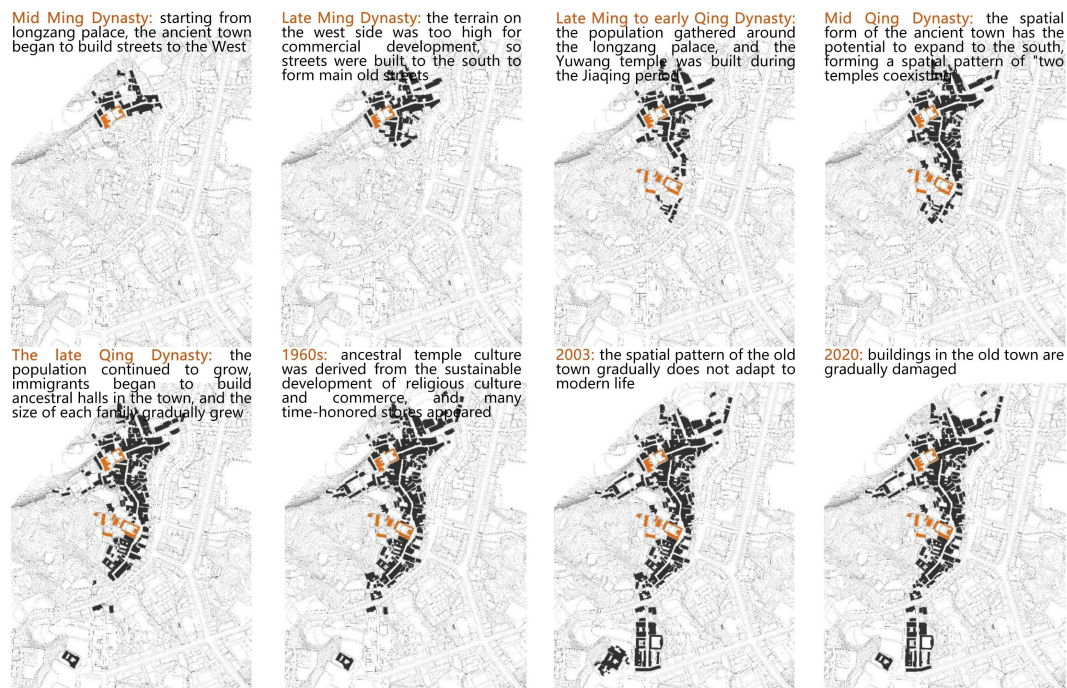 Mid Ming Dynasty: starting from
longzang palace, the ancient town
began to build streets to the West
Late Ming Dynasty: the terrain on
the west side was too high for
commercial development, so
streets were built to the south to
form main old streets
Late Ming to early Qing Dynasty:
the population gathered around
the longzang palace, and the
Yuwang temple was built during
the Jiaqing period
Mid Qing Dynasty: the spatial
form of the ancient town has the
potential to expand to the south,
forming a spatial pattern of "two
temples coexisting"
The late Qing Dynasty: the
population continued to grow,
immigrants began to build
ancestral halls in the town, and the
size of each family gradually grew
1960s: ancestral temple culture
was derived from the sustainable
development of religious culture
and commerce, and many
time-honored stores appeared
2003: the spatial pattern of the old
town gradually does not adapt to
modern life
2020: buildings in the old town are
gradually damaged